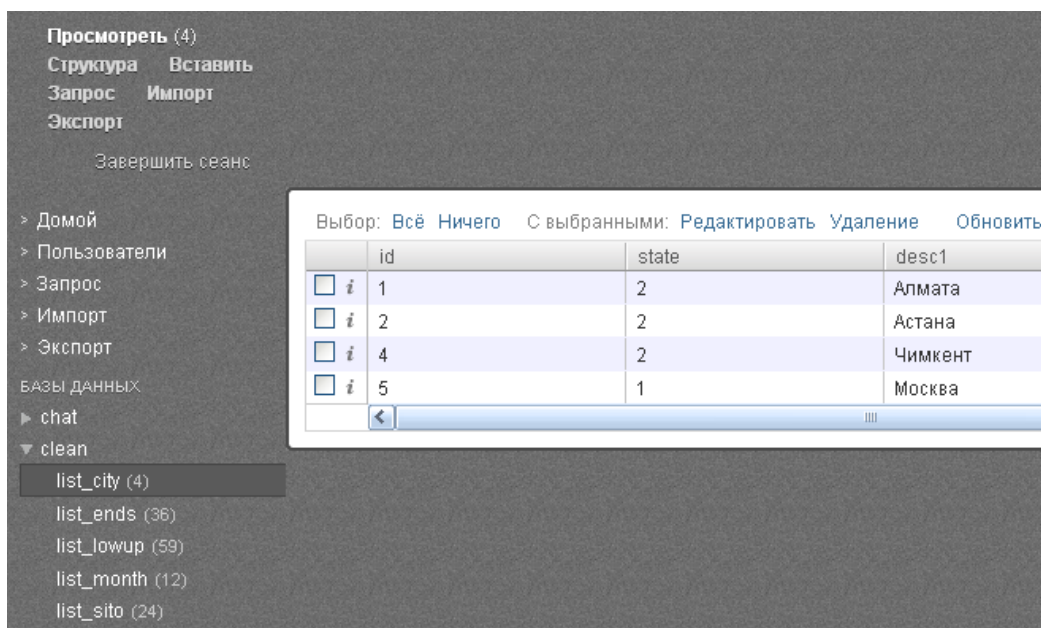 Просмотреть (4)
Структура Вставить
Запрос Импорт
Экспорт
Завершить сеанс
> Домой
> Пользователи
> Запрос
> Импорт
> Экспорт
БАЗЫ ДАННЫХ
chat
clean
list_city (4)
list_ends (36)
list_lowup (59)
list_month (12)
list_sito (24)
Выбор: Всё Ничего С выбранными: Редактировать Удаление Обновить
id state desc1
i 1 2 Алмата
i 2 2 Астана
i 4 2 Чимкент
i 5 1 Москва